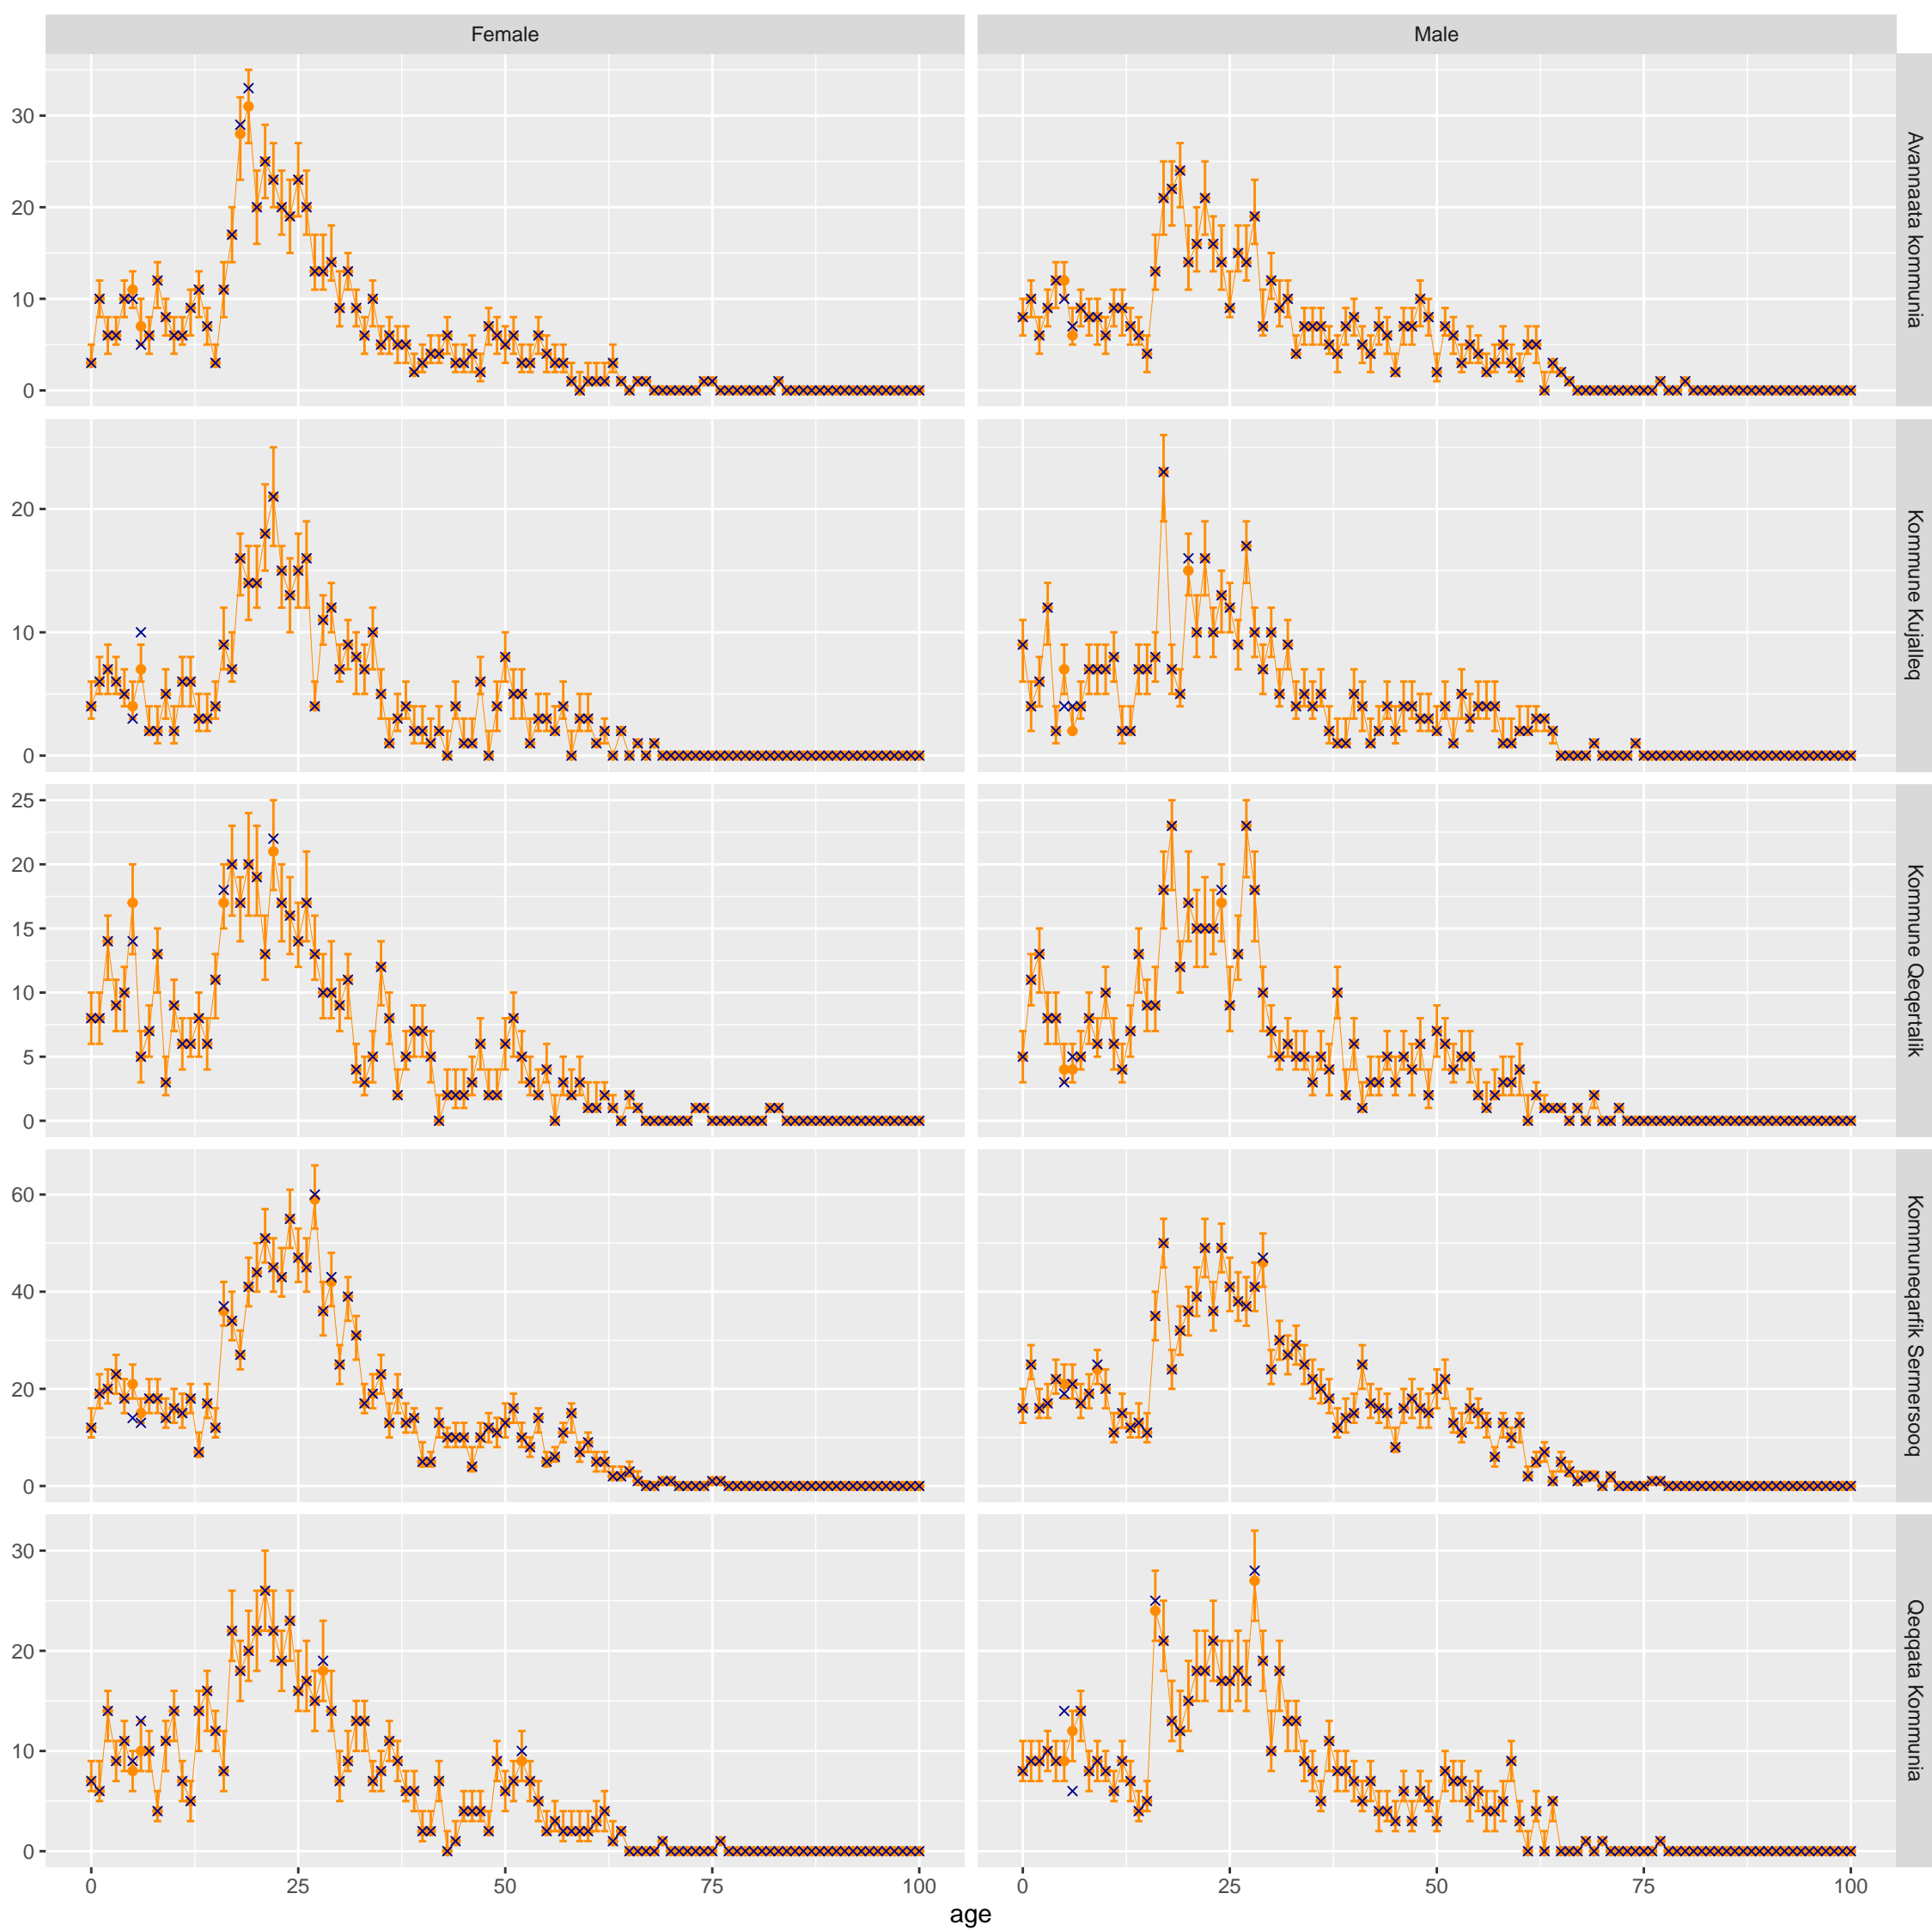 Female Male
30
20
10
0
Avannaata kommunia
20
10
0
Kommune Kujalleq
25
20
15
10
5
0
Kommune Qeqertalik
60
40
20
0
Kommuneqarfik Sermersooq
30
20
10
0
Qeqqata Kommunia
0 25 50 75 100 0 25 50 75 100
age